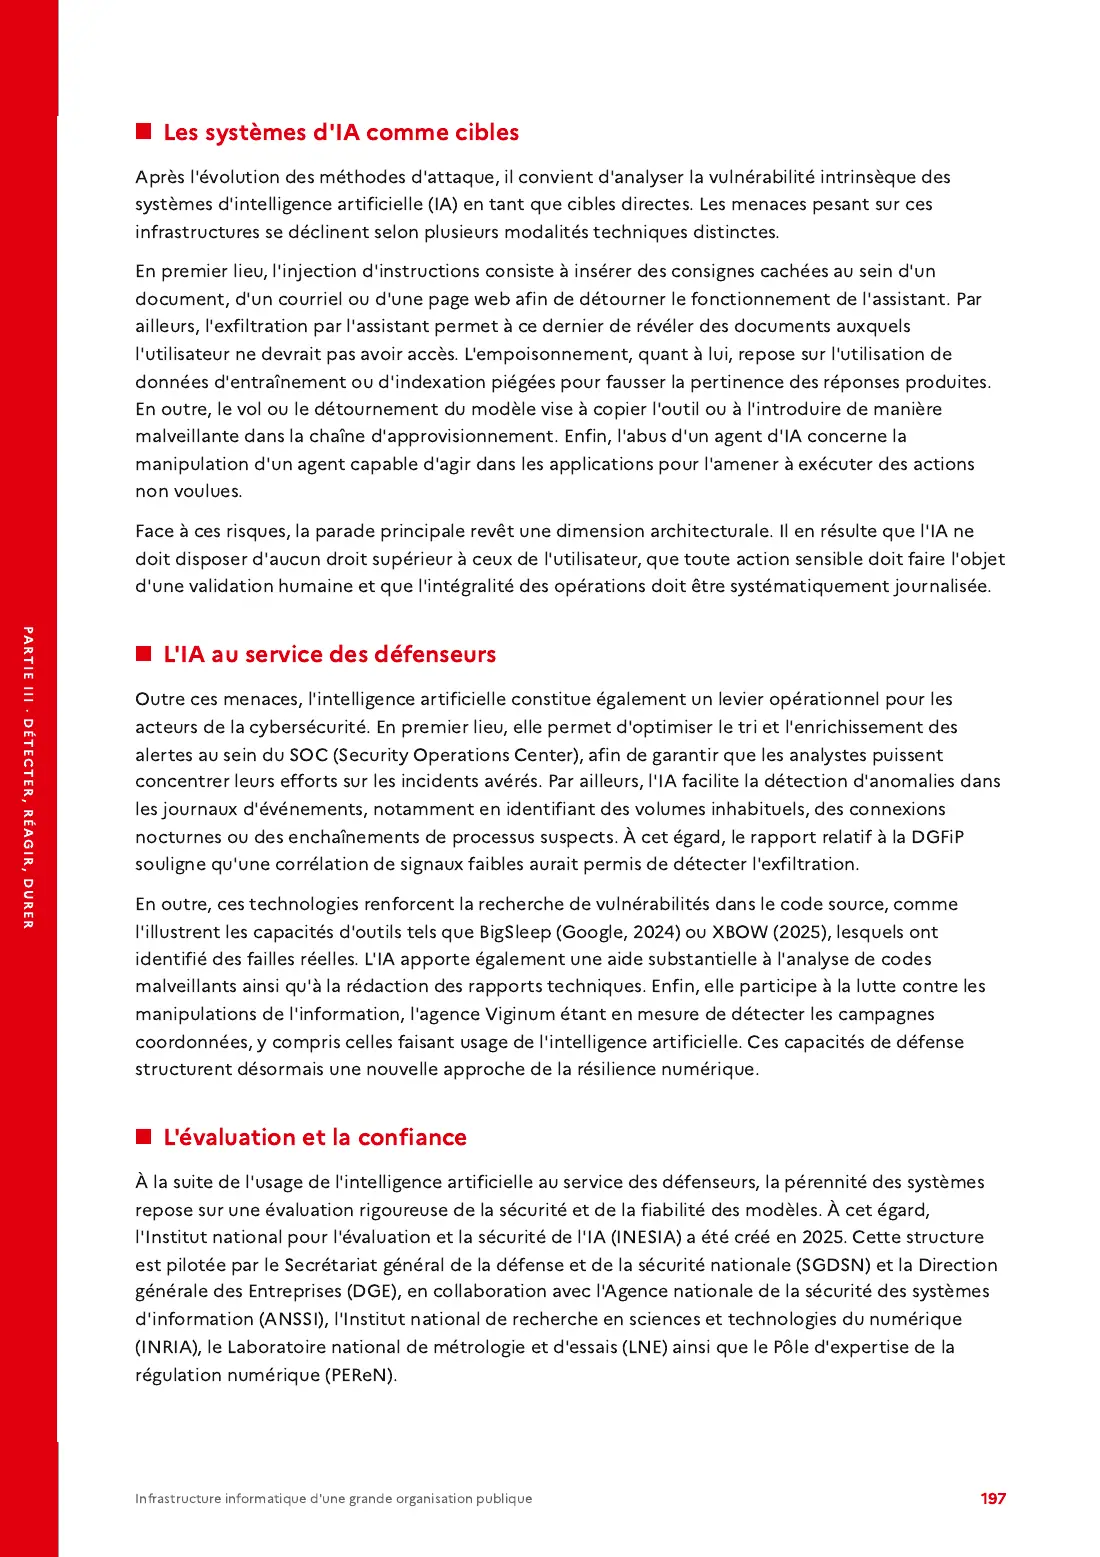 Les systèmes d'IA comme cibles
Après l'évolution des méthodes d'attaque, il convient d'analyser la vulnérabilité intrinsèque des
systèmes d'intelligence artificielle (IA) en tant que cibles directes. Les menaces pesant sur ces
infrastructures se déclinent selon plusieurs modalités techniques distinctes.
En premier lieu, l'injection d'instructions consiste à insérer des consignes cachées au sein d'un
document, d'un courriel ou d'une page web afin de détourner le fonctionnement de l'assistant. Par
ailleurs, l'exfiltration par l'assistant permet à ce dernier de révéler des documents auxquels
l'utilisateur ne devrait pas avoir accès. L'empoisonnement, quant à lui, repose sur l'utilisation de
données d'entraînement ou d'indexation piégées pour fausser la pertinence des réponses produites.
En outre, le vol ou le détournement du modèle vise à copier l'outil ou à l'introduire de manière
malveillante dans la chaîne d'approvisionnement. Enfin, l'abus d'un agent d'IA concerne la
manipulation d'un agent capable d'agir dans les applications pour l'amener à exécuter des actions
non voulues.
Face à ces risques, la parade principale revêt une dimension architecturale. Il en résulte que l'IA ne
doit disposer d'aucun droit supérieur à ceux de l'utilisateur, que toute action sensible doit faire l'objet
d'une validation humaine et que l'intégralité des opérations doit être systématiquement journalisée.
L'IA au service des défenseurs
Outre ces menaces, l'intelligence artificielle constitue également un levier opérationnel pour les
acteurs de la cybersécurité. En premier lieu, elle permet d'optimiser le tri et l'enrichissement des
alertes au sein du SOC (Security Operations Center), afin de garantir que les analystes puissent
concentrer leurs efforts sur les incidents avérés. Par ailleurs, l'IA facilite la détection d'anomalies dans
les journaux d'événements, notamment en identifiant des volumes inhabituels, des connexions
nocturnes ou des enchaînements de processus suspects. À cet égard, le rapport relatif à la DGFiP
souligne qu'une corrélation de signaux faibles aurait permis de détecter l'exfiltration.
En outre, ces technologies renforcent la recherche de vulnérabilités dans le code source, comme
l'illustrent les capacités d'outils tels que BigSleep (Google, 2024) ou XBOW (2025), lesquels ont
identifié des failles réelles. L'IA apporte également une aide substantielle à l'analyse de codes
malveillants ainsi qu'à la rédaction des rapports techniques. Enfin, elle participe à la lutte contre les
manipulations de l'information, l'agence Viginum étant en mesure de détecter les campagnes
coordonnées, y compris celles faisant usage de l'intelligence artificielle. Ces capacités de défense
structurent désormais une nouvelle approche de la résilience numérique.
L'évaluation et la confiance
À la suite de l'usage de l'intelligence artificielle au service des défenseurs, la pérennité des systèmes
repose sur une évaluation rigoureuse de la sécurité et de la fiabilité des modèles. À cet égard,
l'Institut national pour l'évaluation et la sécurité de l'IA (INESIA) a été créé en 2025. Cette structure
est pilotée par le Secrétariat général de la défense et de la sécurité nationale (SGDSN) et la Direction
générale des Entreprises (DGE), en collaboration avec l'Agence nationale de la sécurité des systèmes
d'information (ANSSI), l'Institut national de recherche en sciences et technologies du numérique
(INRIA), le Laboratoire national de métrologie et d'essais (LNE) ainsi que le Pôle d'expertise de la
régulation numérique (PEReN).
PARTIE III · DÉTECTER, RÉAGIR, DURER
Infrastructure informatique d'une grande organisation publique
197